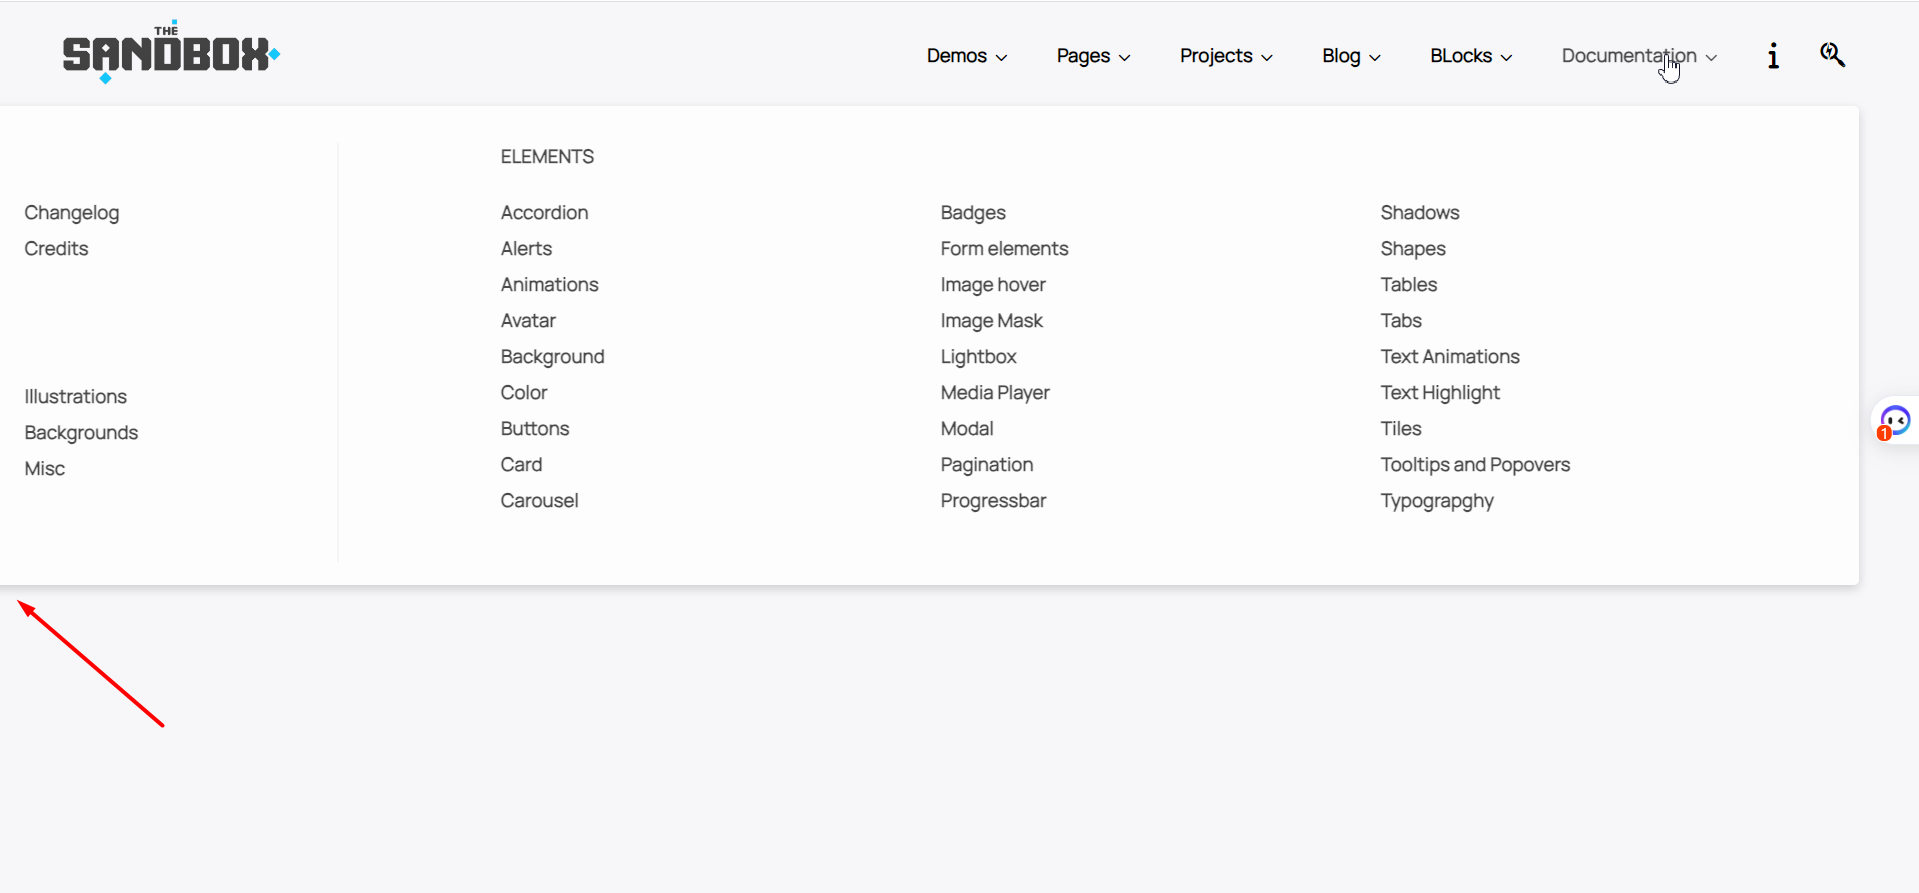 THE
SANDBOX
Demos
Pages
Projects
Blog
BLocks
Documentation
Changelog
Credits
Illustrations
Backgrounds
Misc
ELEMENTS
Accordion
Alerts
Animations
Avatar
Background
Color
Buttons
Card
Carousel
Badges
Form elements
Image hover
Image Mask
Lightbox
Media Player
Modal
Pagination
Progressbar
Shadows
Shapes
Tables
Tabs
Text Animations
Text Highlight
Tiles
Tooltips and Popovers
Typograpghy
1